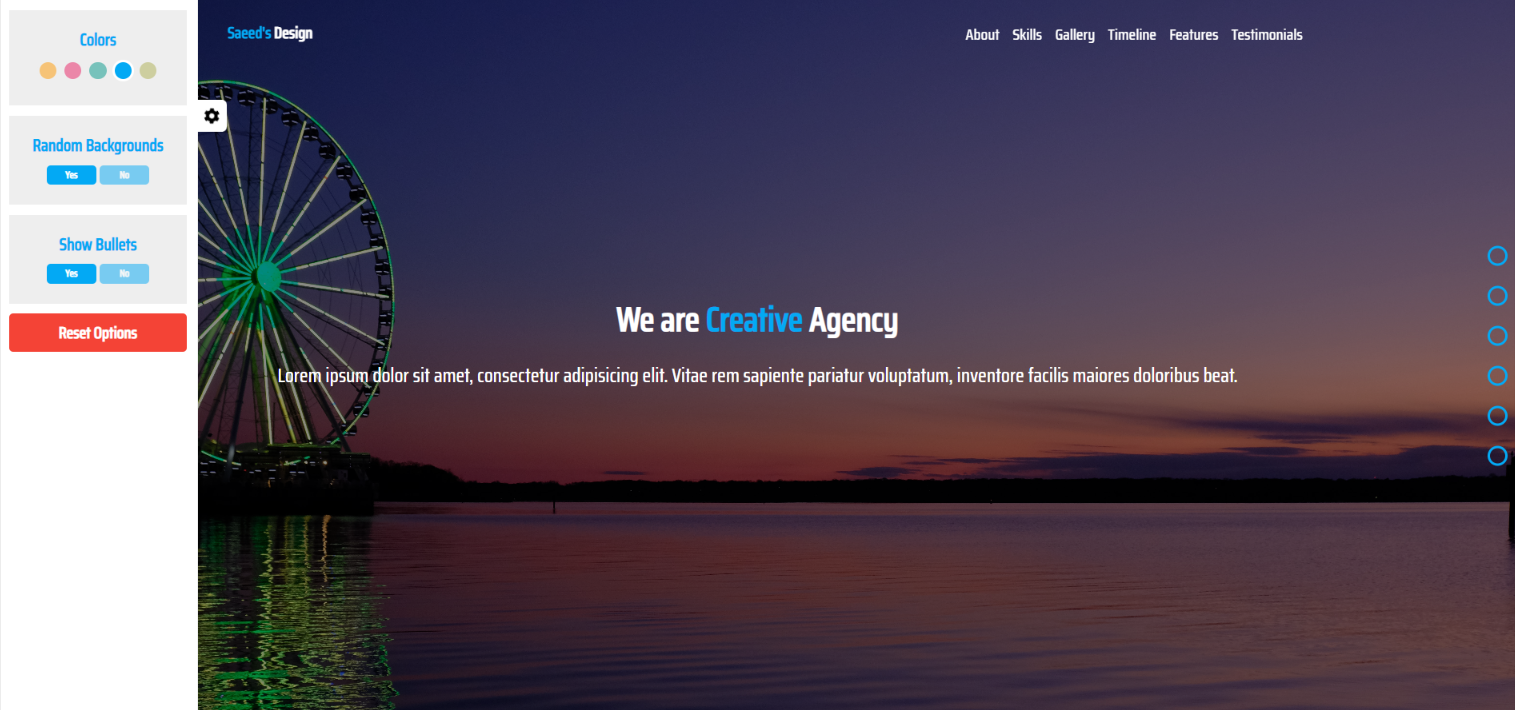 Colors
Random Backgrounds
Yes No
Show Bullets
Yes No
Reset Options
Saeed's Design
About Skills Gallery Timeline Features Testimonials
We are Creative Agency
Lorem ipsum dolor sit amet, consectetur adipisicing elit. Vitae rem sapiente pariatur voluptatum, inventore facilis maiores doloribus beat.